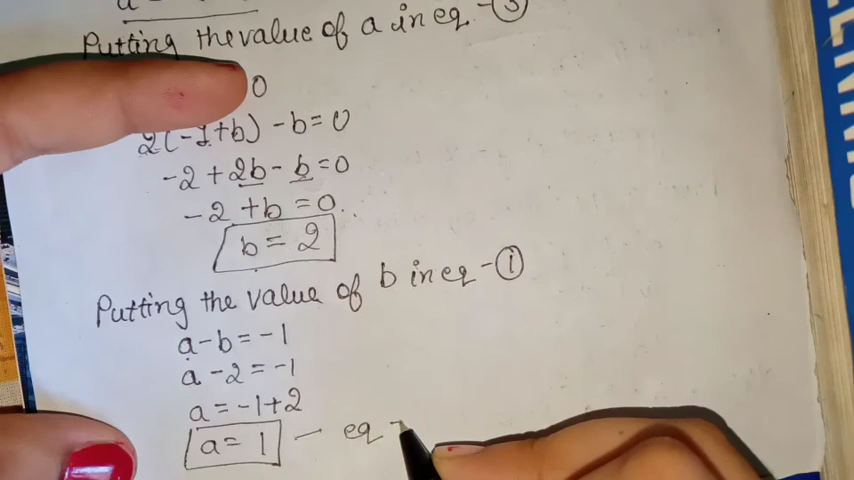 Putting the value of a in eq - ③
0
2(-1+b) - b = 0
-2 + 2b - b = 0
-2 + b = 0
b = 2
Putting the value of b in eq - ①
a - b = -1
a - 2 = -1
a = -1 + 2
a = 1 — eq -